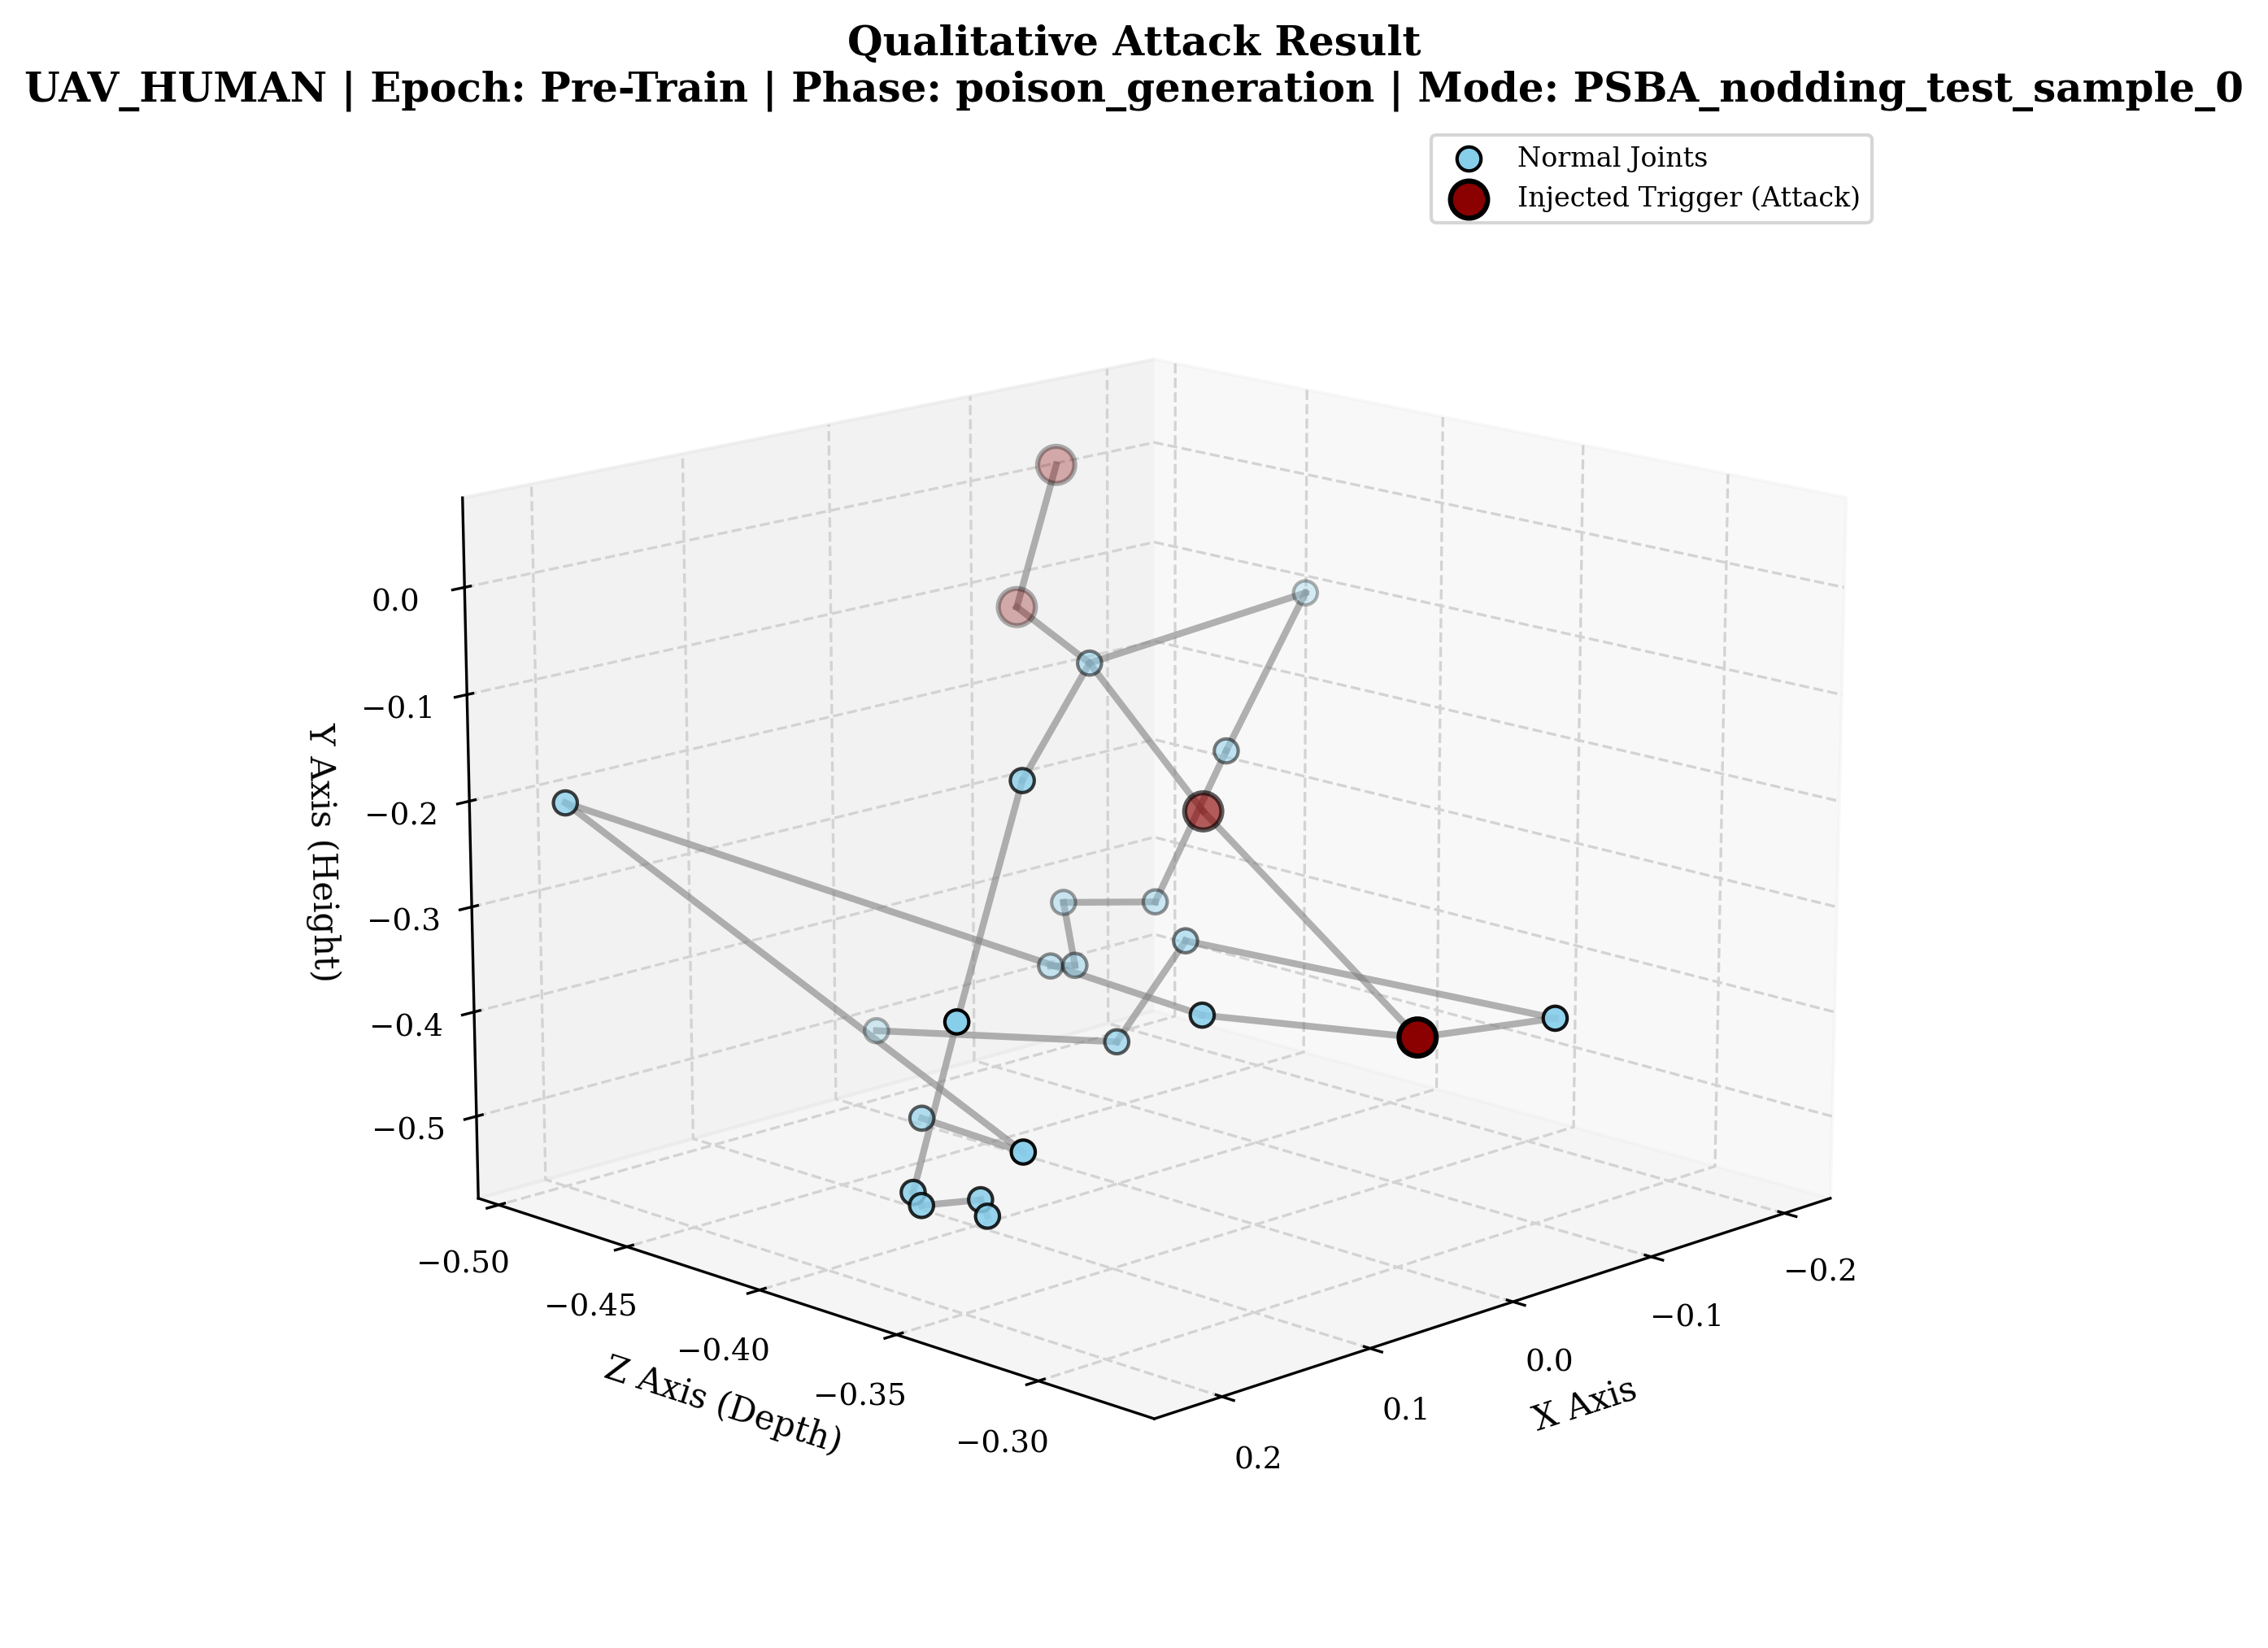 Qualitative Attack Result
UAV_HUMAN | Epoch: Pre-Train | Phase: poison_generation | Mode: PSBA_nodding_test_sample_0
Normal Joints
Injected Trigger (Attack)
0.0
−0.1
−0.2
−0.3
−0.4
−0.5
Y Axis (Height)
−0.50
−0.45
−0.40
−0.35
−0.30
Z Axis (Depth)
0.2
0.1
0.0
−0.1
−0.2
X Axis